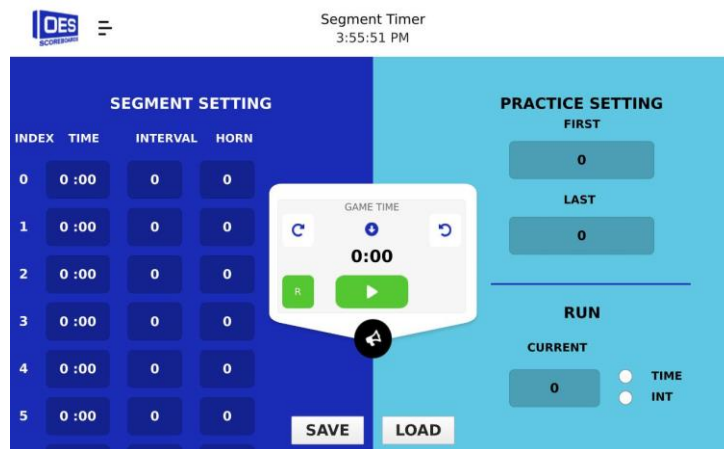 OES
SCOREBOARDS
Segment Timer
3:55:51 PM
SEGMENT SETTING
INDEX TIME INTERVAL HORN
0 0 :00 0 0
1 0 :00 0 0
2 0 :00 0 0
3 0 :00 0 0
4 0 :00 0 0
5 0 :00 0 0
GAME TIME
0:00
R
SAVE
LOAD
PRACTICE SETTING
FIRST
0
LAST
0
RUN
CURRENT
0
TIME
INT